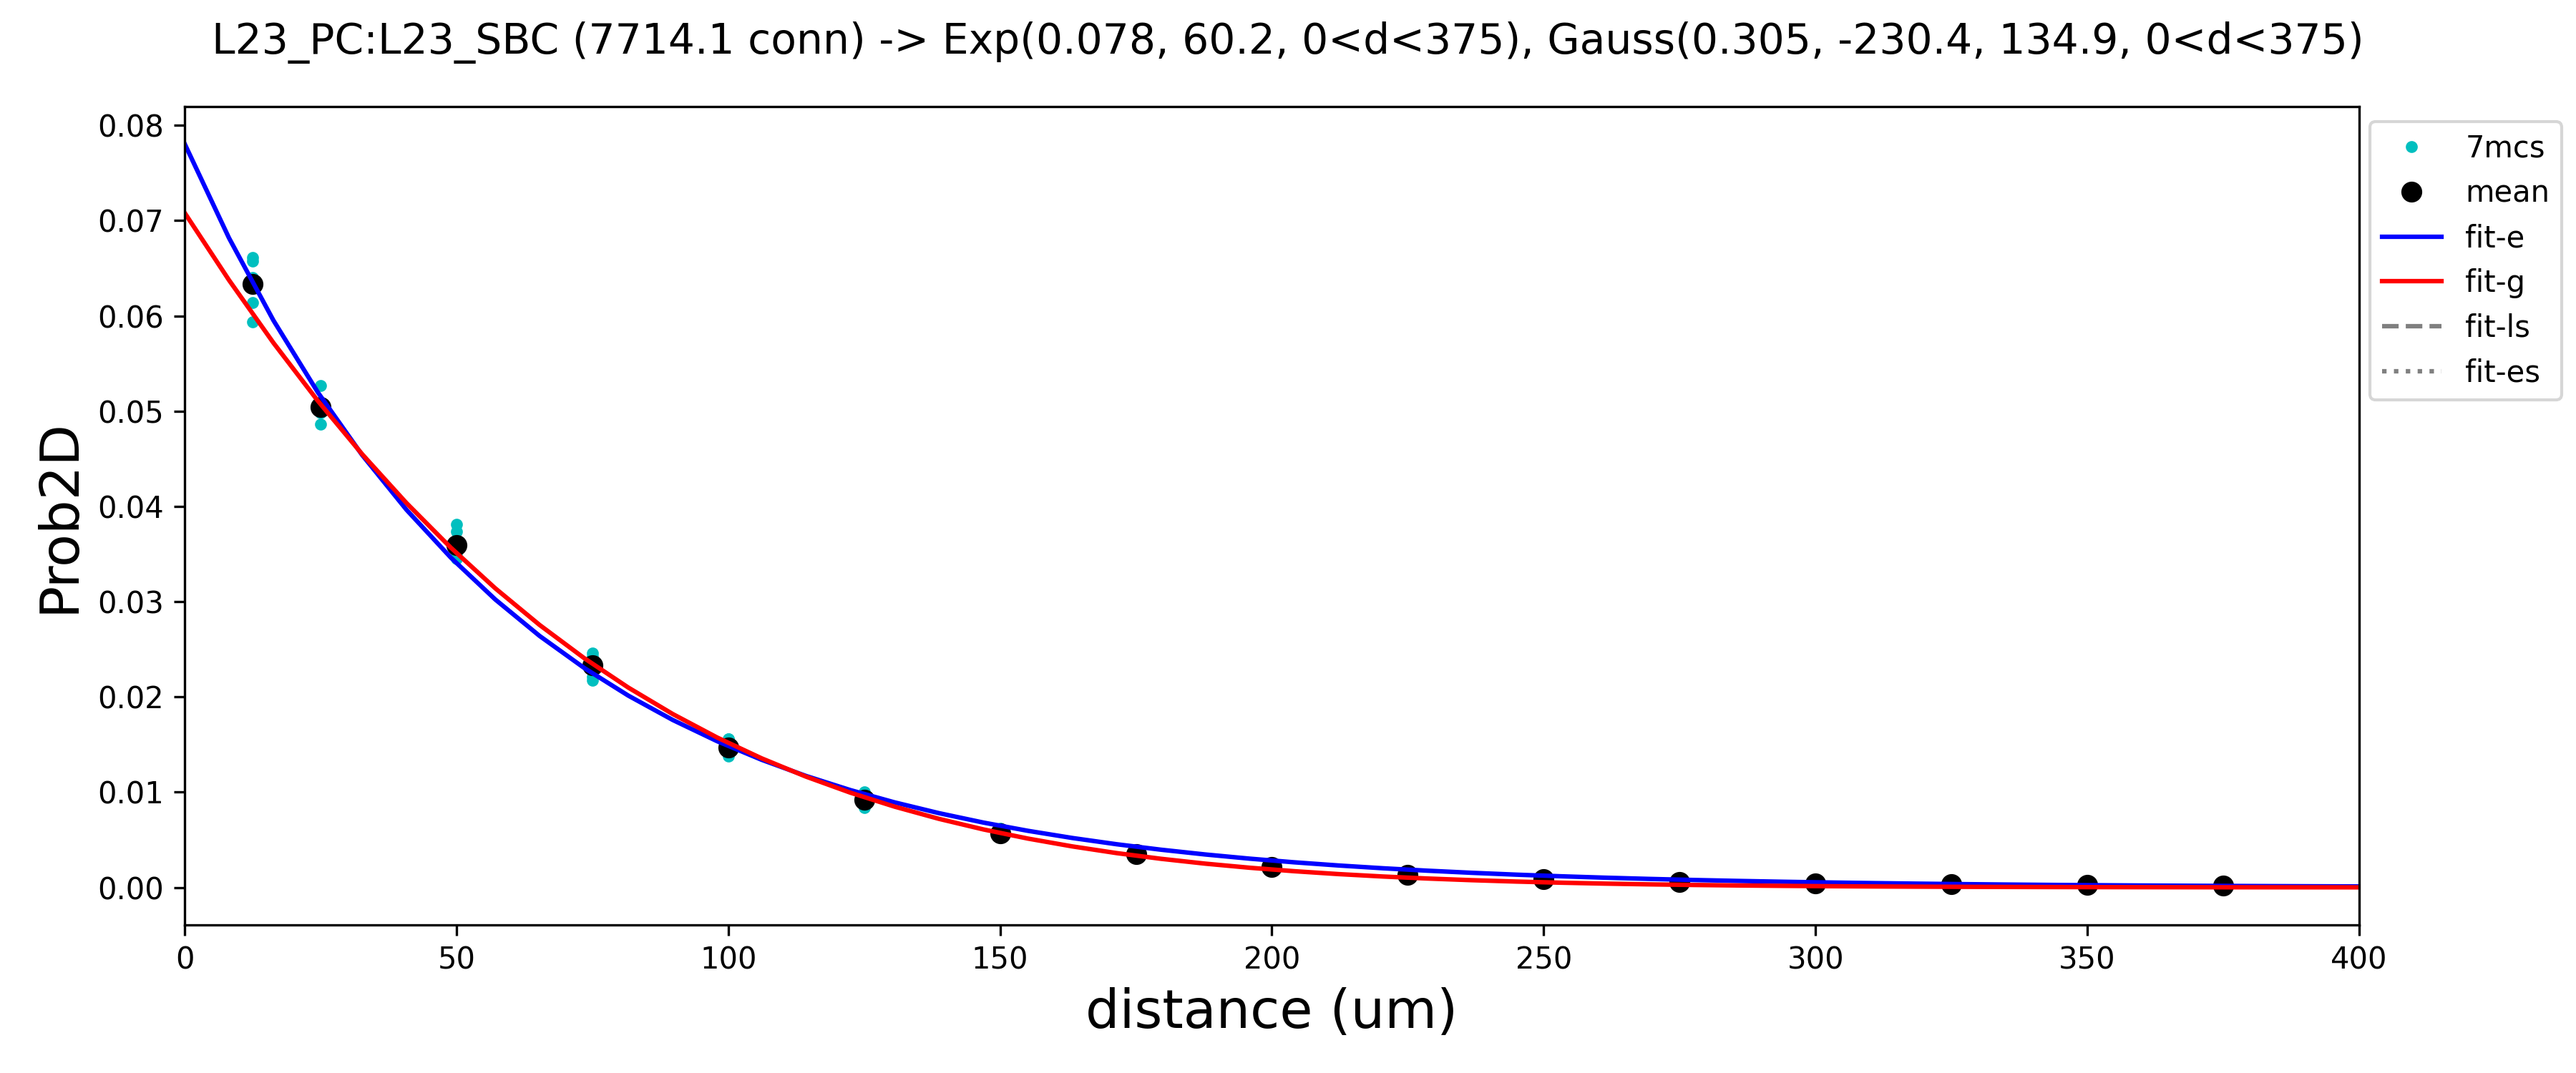 L23_PC:L23_SBC (7714.1 conn) -> Exp(0.078, 60.2, 0<d<375), Gauss(0.305, -230.4, 134.9, 0<d<375)
0.08
0.07
0.06
0.05
0.04
0.03
0.02
0.01
0.00
Prob2D
0 50 100 150 200 250 300 350 400
distance (um)
7mcs
mean
fit-e
fit-g
fit-ls
fit-es